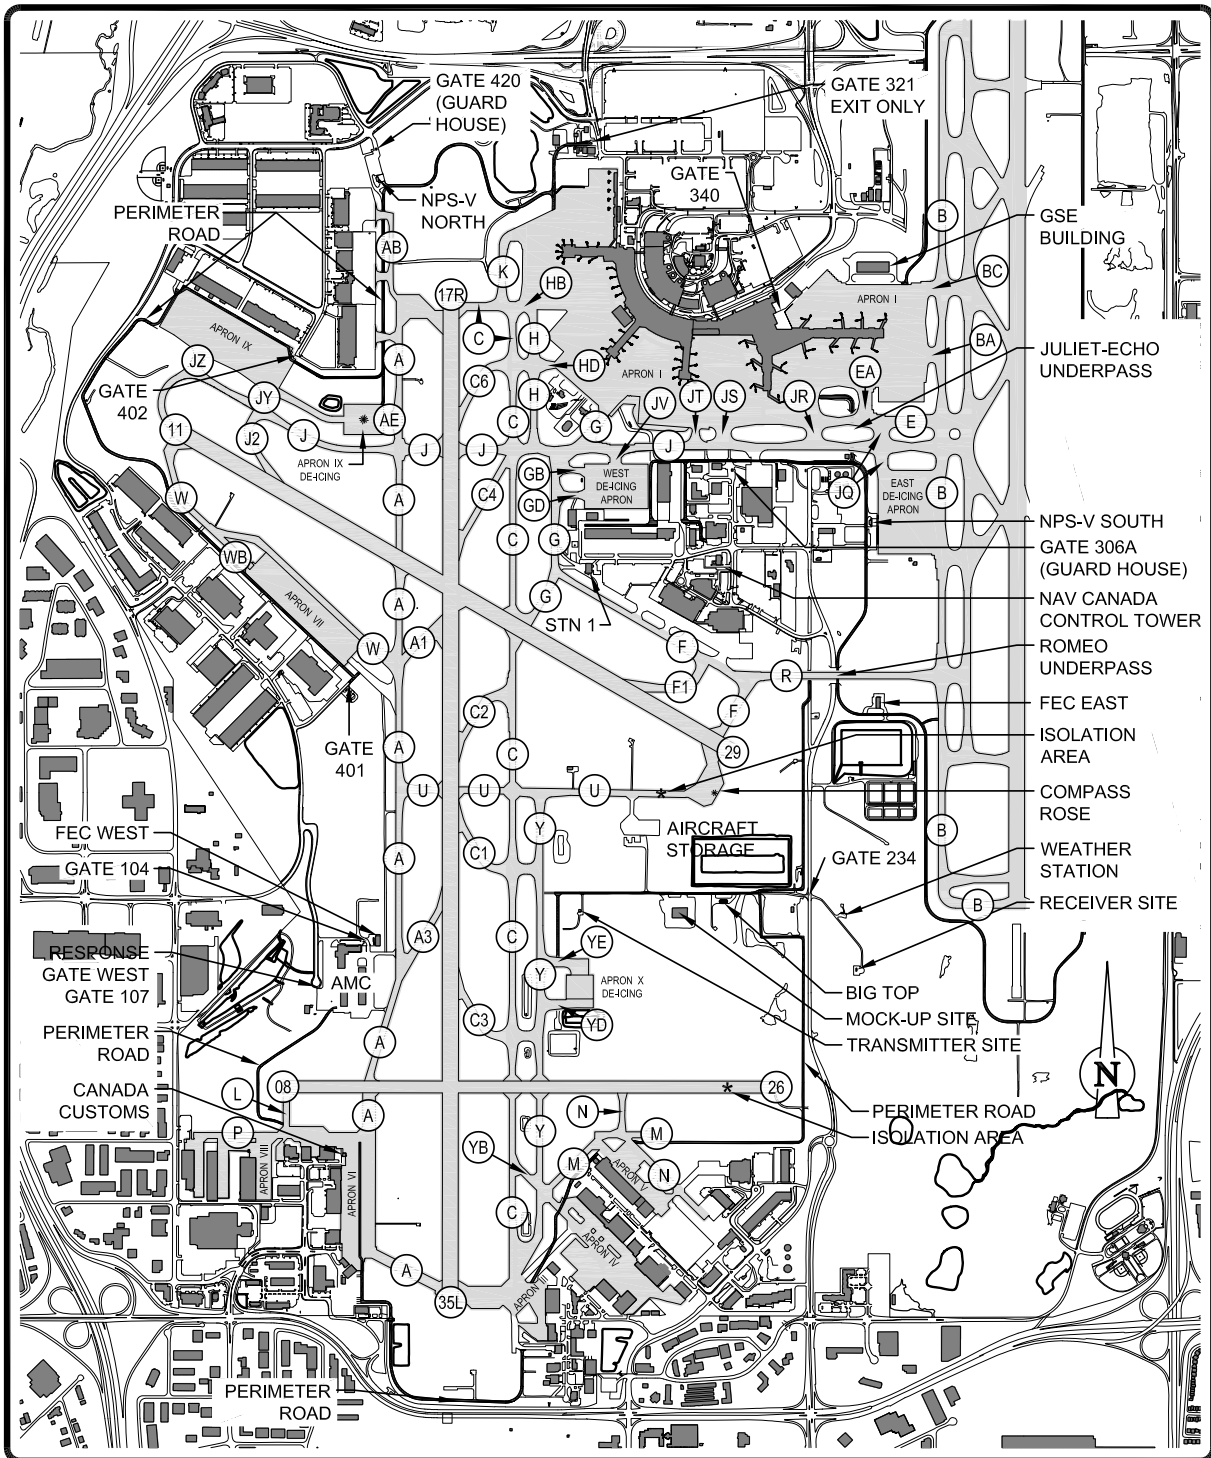 GATE 420
(GUARD
HOUSE)
GATE 321
EXIT ONLY
GATE
340
NPS-V
NORTH
PERIMETER
ROAD
GSE
BUILDING
AB
B
K
BC
17R
HB
APRON I
C
H
BA
APRON IX
JZ
A
HD
APRON I
JULIET-ECHO
UNDERPASS
GATE
402
C6
EA
JY
H
JV
JT
JS
JR
AE
C
G
E
11
J2
J
APRON IX
DE-ICING
J
J
J
GB
WEST
DE-ICING
APRON
W
A
C4
GD
JQ
EAST
DE-ICING
APRON
B
NPS-V SOUTH
WB
C
G
GATE 306A
(GUARD HOUSE)
APRON VII
A
G
STN 1
NAV CANADA
CONTROL TOWER
W
A1
F
ROMEO
UNDERPASS
R
F1
FEC EAST
C2
F
GATE
401
A
C
29
ISOLATION
AREA
U
U
U
*
*
COMPASS
ROSE
FEC WEST
Y
AIRCRAFT
STORAGE
B
GATE 104
A
C1
GATE 234
WEATHER
STATION
B
RECEIVER SITE
A3
C
YE
RESPONSE
GATE WEST
GATE 107
AMC
Y
APRON X
DE-ICING
BIG TOP
C3
YD
MOCK-UP SITE
PERIMETER
ROAD
A
TRANSMITTER SITE
N
CANADA
CUSTOMS
L
08
*
26
A
N
PERIMETER ROAD
P
Y
M
ISOLATION AREA
APRON VIII
YB
M
APRON V
N
APRON VI
C
APRON IV
A
APRON III
35L
PERIMETER
ROAD